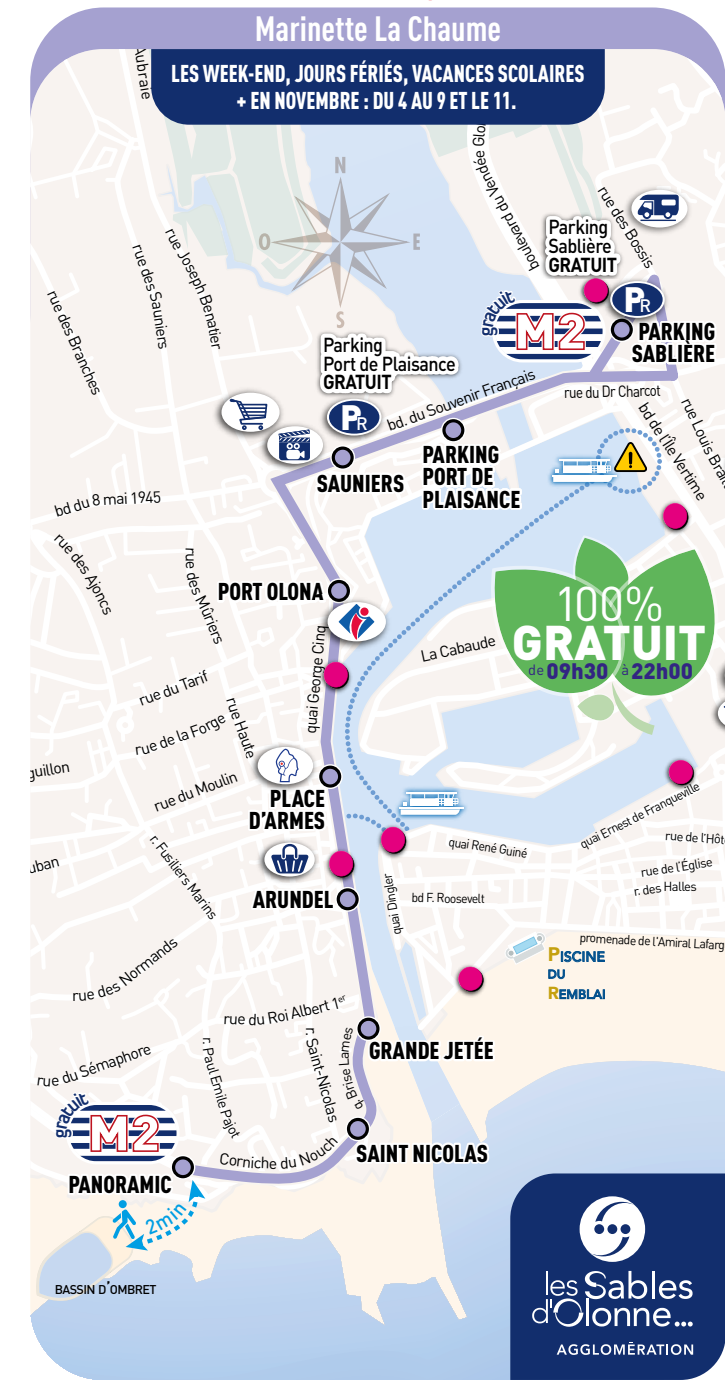 Marinette La Chaume
LES WEEK-END, JOURS FÉRIÉS, VACANCES SCOLAIRES
+ EN NOVEMBRE : DU 4 AU 9 ET LE 11.
Aubraie
N
O
E
S
boulevard du Vendée Glo
rue des Bossis
Parking
Sablière
GRATUIT
PR
gratuit
M2
PARKING
SABLIÈRE
rue Joseph Benatier
rue des Sauniers
rue des Branches
Parking
Port de Plaisance
GRATUIT
PR
bd. du Souvenir Français
rue du Dr Charcot
bd de l'Île Vertime
rue Louis Brai
SAUNIERS
PARKING
PORT DE
PLAISANCE
bd du 8 mai 1945
rue des Ajoncs
rue des Mûriers
PORT OLONA
quai George Cinq
La Cabaude
100%
GRATUIT
de 09h30 à 22h00
rue du Tarif
rue de la Forge
rue Haute
guillon
rue du Moulin
PLACE
D'ARMES
r. Fusiliers Marins
uban
ARUNDEL
quai Dingler
quai René Guiné
quai Ernest de Franqueville
rue de l'Hôt
rue de l'Église
r. des Halles
bd F. Roosevelt
promenade de l'Amiral Lafarg
PISCINE
DU
REMBLAI
rue des Normands
rue du Roi Albert 1er
GRANDE JETÉE
rue du Sémaphore
r. Paul Emile Pajot
r. Saint-Nicolas
q. Brise Lames
gratuit
M2
Corniche du Nouch
SAINT NICOLAS
PANORAMIC
2min
BASSIN D'OMBRET
les Sables
d'Olonne...
AGGLOMÉRATION